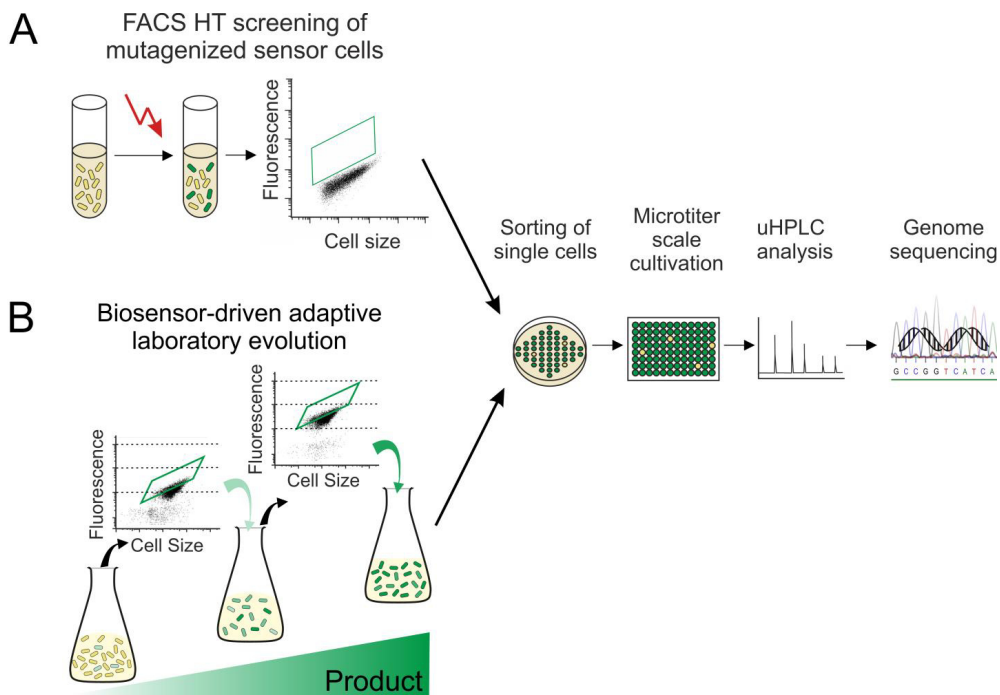 A
FACS HT screening of
mutagenized sensor cells
Fluorescence
Cell size
B
Biosensor-driven adaptive
laboratory evolution
Fluorescence
Cell Size
Fluorescence
Cell Size
Product
Sorting of
single cells
Microtiter
scale
cultivation
uHPLC
analysis
Genome
sequencing
G C C G G T C A T C A